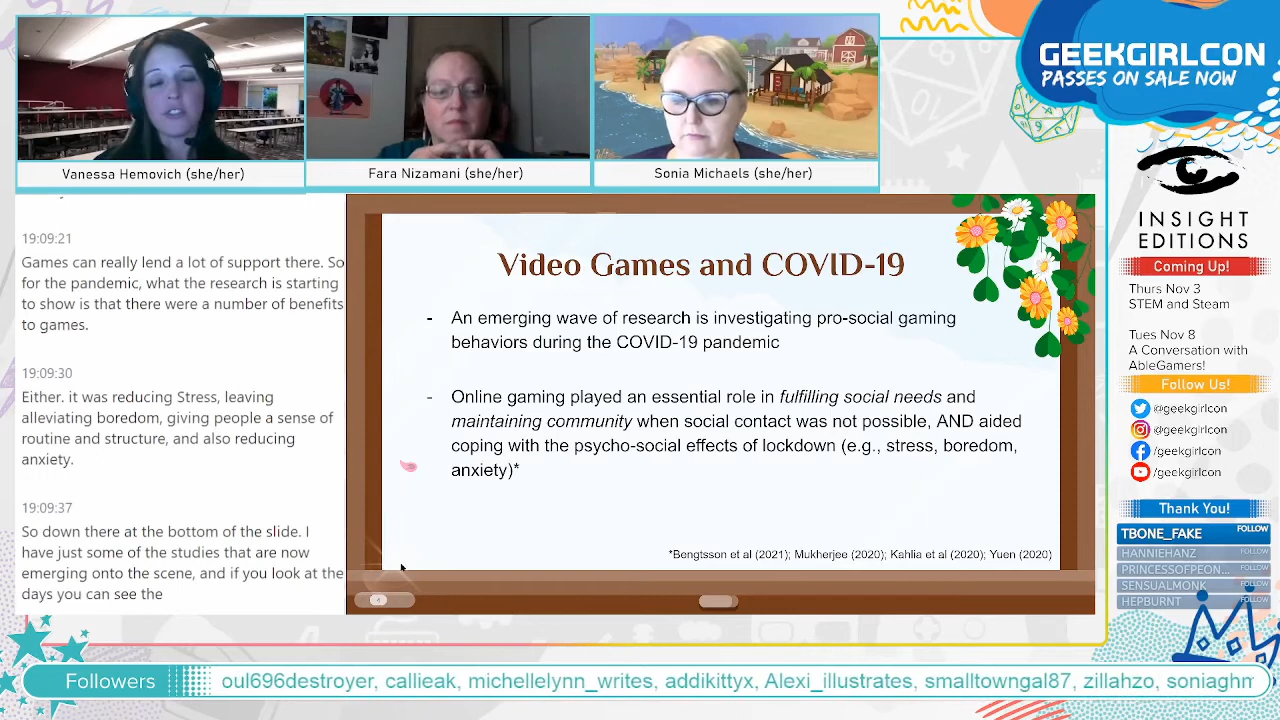 GEEKGIRLCON
PASSES ON SALE NOW
Vanessa Hemovich (she/her)
Fara Nizamani (she/her)
Sonia Michaels (she/her)
19:09:21
Games can really lend a lot of support there. So
for the pandemic, what the research is starting
to show is that there were a number of benefits
to games.
19:09:30
Either. it was reducing Stress, leaving
alleviating boredom, giving people a sense of
routine and structure, and also reducing
anxiety.
19:09:37
So down there at the bottom of the slide. I
have just some of the studies that are now
emerging onto the scene, and if you look at the
days you can see the
Video Games and COVID-19
- An emerging wave of research is investigating pro-social gaming
behaviors during the COVID-19 pandemic
- Online gaming played an essential role in fulfilling social needs and
maintaining community when social contact was not possible, AND aided
coping with the psycho-social effects of lockdown (e.g., stress, boredom,
anxiety)*
*Bengtsson et al (2021); Mukherjee (2020); Kahlia et al (2020); Yuen (2020)
INSIGHT
EDITIONS
Coming Up!
Thurs Nov 3
STEM and Steam
Tues Nov 8
A Conversation with
AbleGamers!
Follow Us!
@geekgirlcon
@geekgirlcon
/geekgirlcon
/geekgirlcon
Thank You!
TBONE_FAKE FOLLOW
HANNIEHANZ FOLLOW
PRINCESSOFPEON... FOLLOW
SENSUALMONK FOLLOW
HEPBURNT FOLLOW
Followers
oul696destroyer, callieak, michellelynn_writes, addikittyx, Alexi_illustrates, smalltowngal87, zillahzo, soniaghm